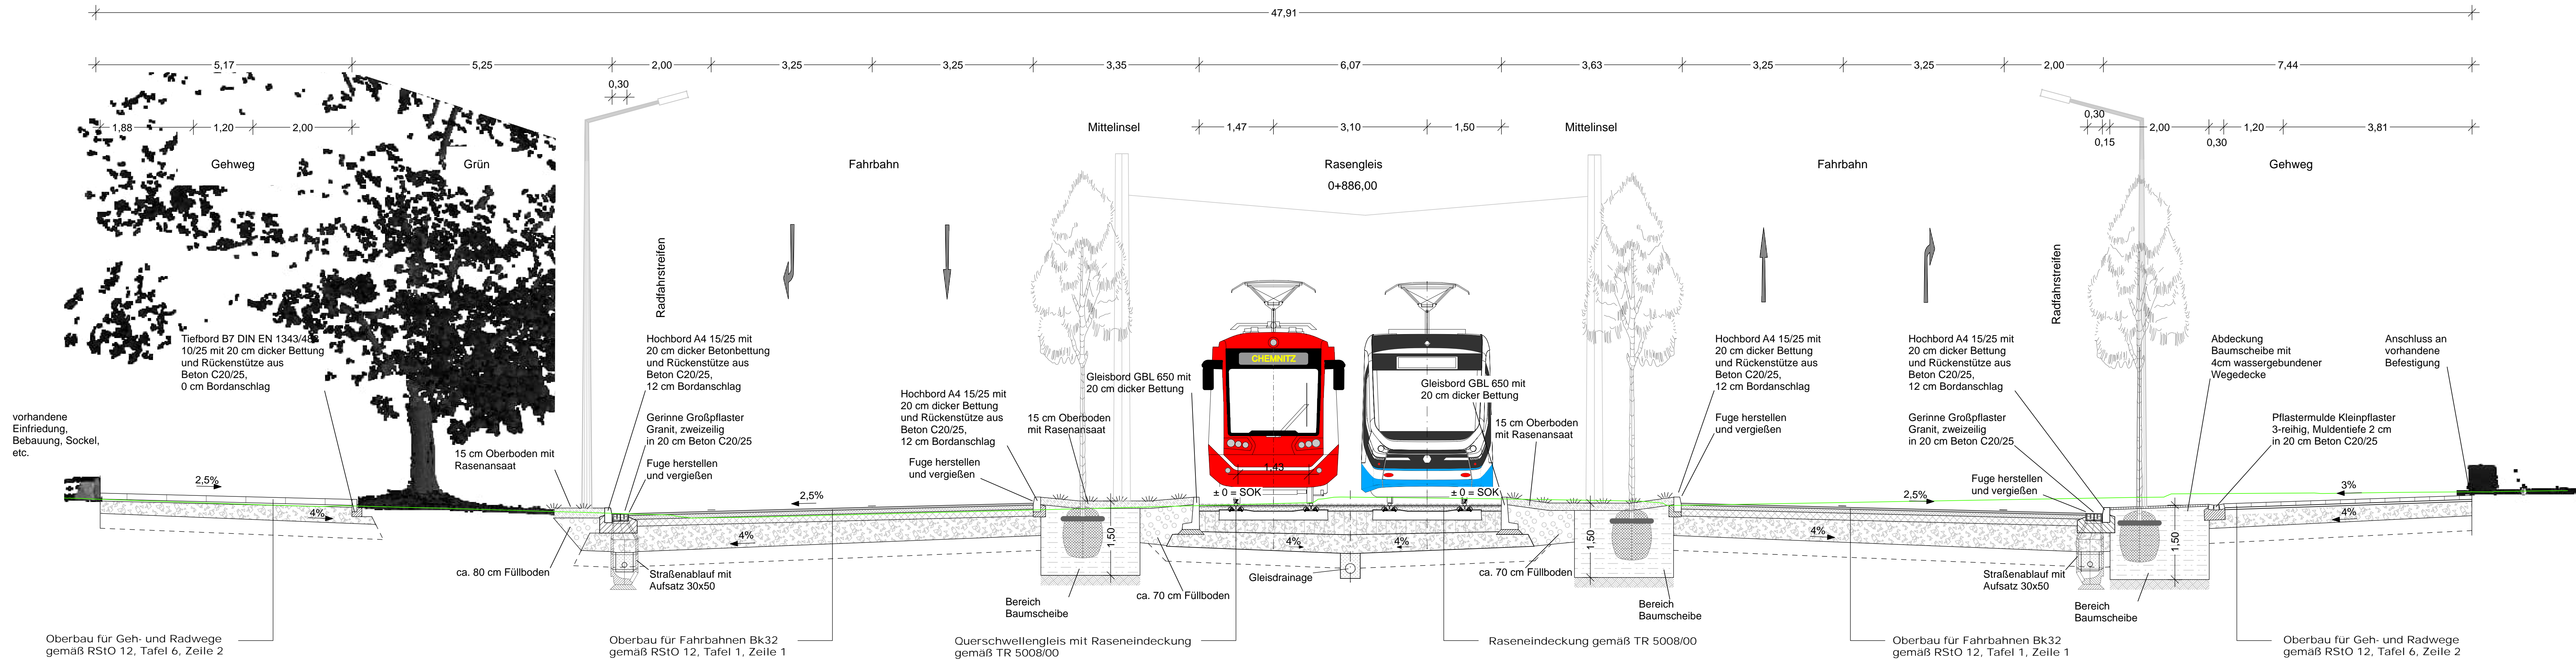 47,91
5,17
5,25
2,00
3,25
3,25
3,35
6,07
3,63
3,25
3,25
2,00
7,44
0,30
0,30
0,15
2,00
0,30
1,20
3,81
1,88
1,20
2,00
1,47
3,10
1,50
Mittelinsel
Mittelinsel
Gehweg
Grün
Fahrbahn
Rasengleis
0+886,00
Fahrbahn
Gehweg
Radfahrstreifen
Radfahrstreifen
Tiefbord B7 DIN EN 1343/48
10/25 mit 20 cm dicker Bettung
und Rückenstütze aus
Beton C20/25,
0 cm Bordanschlag
Hochbord A4 15/25 mit
20 cm dicker Betonbettung
und Rückenstütze aus
Beton C20/25,
12 cm Bordanschlag
Gerinne Großpflaster
Granit, zweizeilig
in 20 cm Beton C20/25
Fuge herstellen
und vergießen
Hochbord A4 15/25 mit
20 cm dicker Bettung
und Rückenstütze aus
Beton C20/25,
12 cm Bordanschlag
Fuge herstellen
und vergießen
15 cm Oberboden
mit Rasenansaat
Gleisbord GBL 650 mit
20 cm dicker Bettung
CHEMNITZ
1,43
Gleisbord GBL 650 mit
20 cm dicker Bettung
15 cm Oberboden
mit Rasenansaat
Hochbord A4 15/25 mit
20 cm dicker Bettung
und Rückenstütze aus
Beton C20/25,
12 cm Bordanschlag
Fuge herstellen
und vergießen
Hochbord A4 15/25 mit
20 cm dicker Bettung
und Rückenstütze aus
Beton C20/25,
12 cm Bordanschlag
Gerinne Großpflaster
Granit, zweizeilig
in 20 cm Beton C20/25
Fuge herstellen
und vergießen
Abdeckung
Baumscheibe mit
4cm wassergebundener
Wegedecke
Pflastermulde Kleinpflaster
3-reihig, Muldentiefe 2 cm
in 20 cm Beton C20/25
Anschluss an
vorhandene
Befestigung
vorhandene
Einfriedung,
Bebauung, Sockel,
etc.
15 cm Oberboden mit
Rasenansaat
2,5%
4%
2,5%
4%
± 0 = SOK
± 0 = SOK
4%
4%
2,5%
4%
3%
4%
1,50
1,50
1,50
ca. 80 cm Füllboden
Straßenablauf mit
Aufsatz 30x50
Bereich
Baumscheibe
ca. 70 cm Füllboden
Gleisdrainage
ca. 70 cm Füllboden
Bereich
Baumscheibe
Straßenablauf mit
Aufsatz 30x50
Bereich
Baumscheibe
Oberbau für Geh- und Radwege
gemäß RStO 12, Tafel 6, Zeile 2
Oberbau für Fahrbahnen Bk32
gemäß RStO 12, Tafel 1, Zeile 1
Querschwellengleis mit Raseneindeckung
gemäß TR 5008/00
Raseneindeckung gemäß TR 5008/00
Oberbau für Fahrbahnen Bk32
gemäß RStO 12, Tafel 1, Zeile 1
Oberbau für Geh- und Radwege
gemäß RStO 12, Tafel 6, Zeile 2